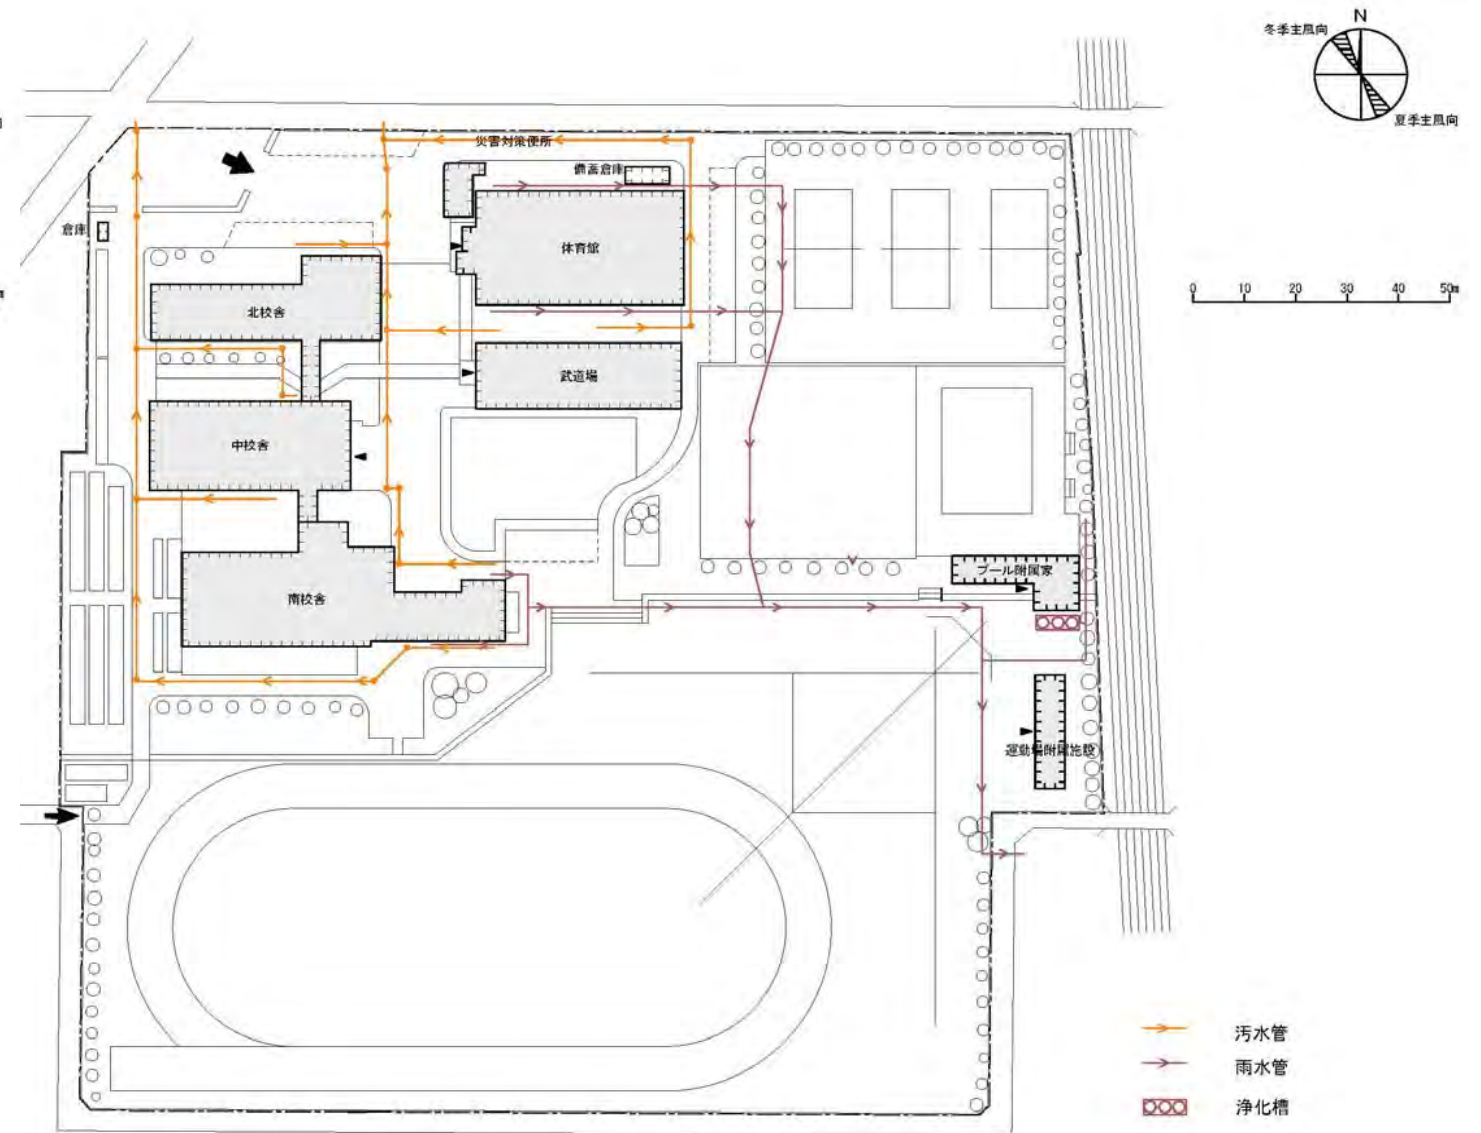 N
冬季主風向
夏季主風向
災害対策便所
備蓄倉庫
倉庫
体育館
0 10 20 30 40 50m
北校舎
武道場
中校舎
プール附属家
南校舎
運動場附属施設
汚水管
雨水管
浄化槽